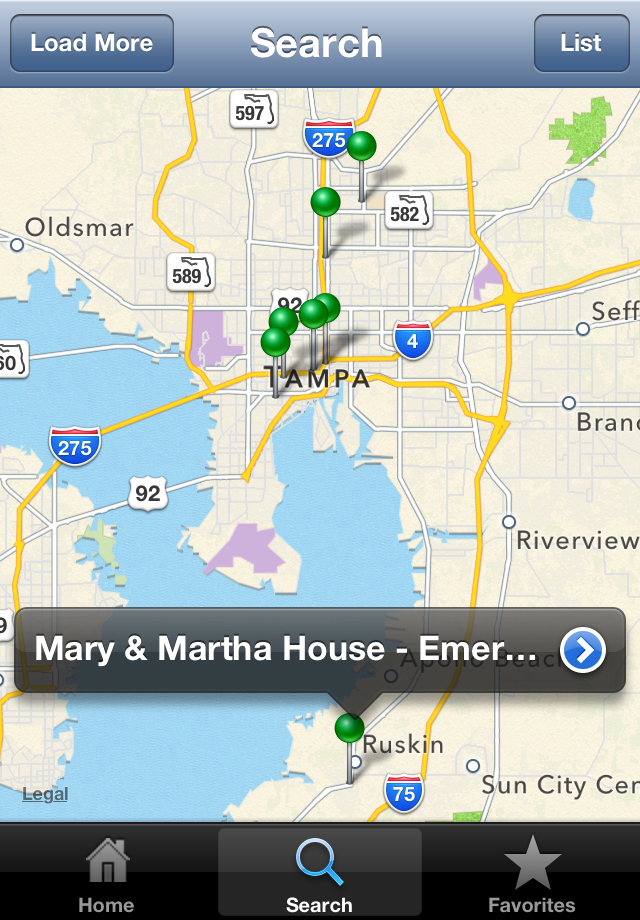 Load More
Search
List
597
275
582
Oldsmar
589
92
Seff
60
4
TAMPA
Brand
275
92
Riverview
9
Mary & Martha House - Emer...
Apollo Beach
Ruskin
Sun City Cen
75
Legal
Home
Search
Favorites